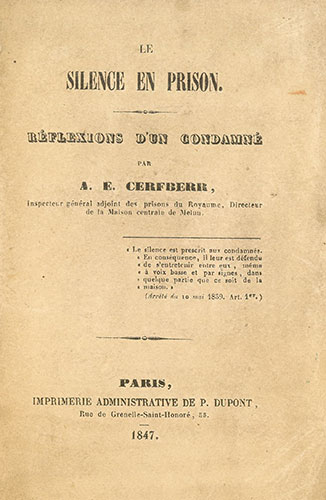 LE
SILENCE EN PRISON.
RÉFLEXIONS D'UN CONDAMNÉ
PAR
A. E. CERFBERR,
Inspecteur général adjoint des prisons du Royaume, Directeur
de la Maison centrale de Melun.
« Le silence est prescrit aux condamnés.
« En conséquence, il leur est défendu
« de s'entretenir entre eux, même
« à voix basse et par signes, dans
« quelque partie que ce soit de la
« maison. »
(Arrêté du 10 mai 1839. Art. 1er.)
PARIS,
IMPRIMERIE ADMINISTRATIVE DE P. DUPONT,
Rue de Grenelle-Saint-Honoré, 55.
1847.